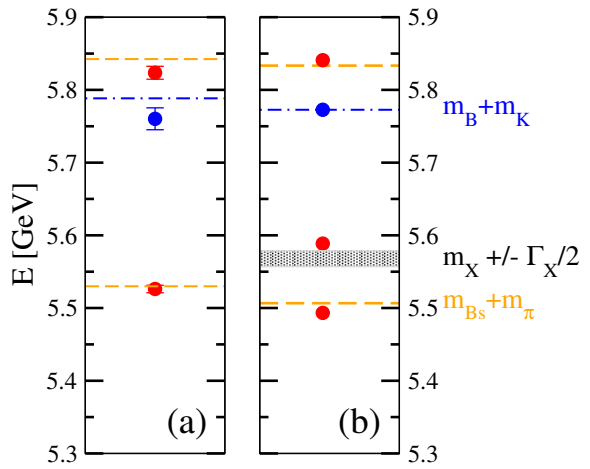 5.9 5.9
5.8 5.8
m_B+m_K
5.7 5.7
E [GeV]
5.6 5.6
m_X +/- Γ_X/2
5.5 5.5
m_Bs+m_π
5.4 5.4
(a) (b)
5.3 5.3